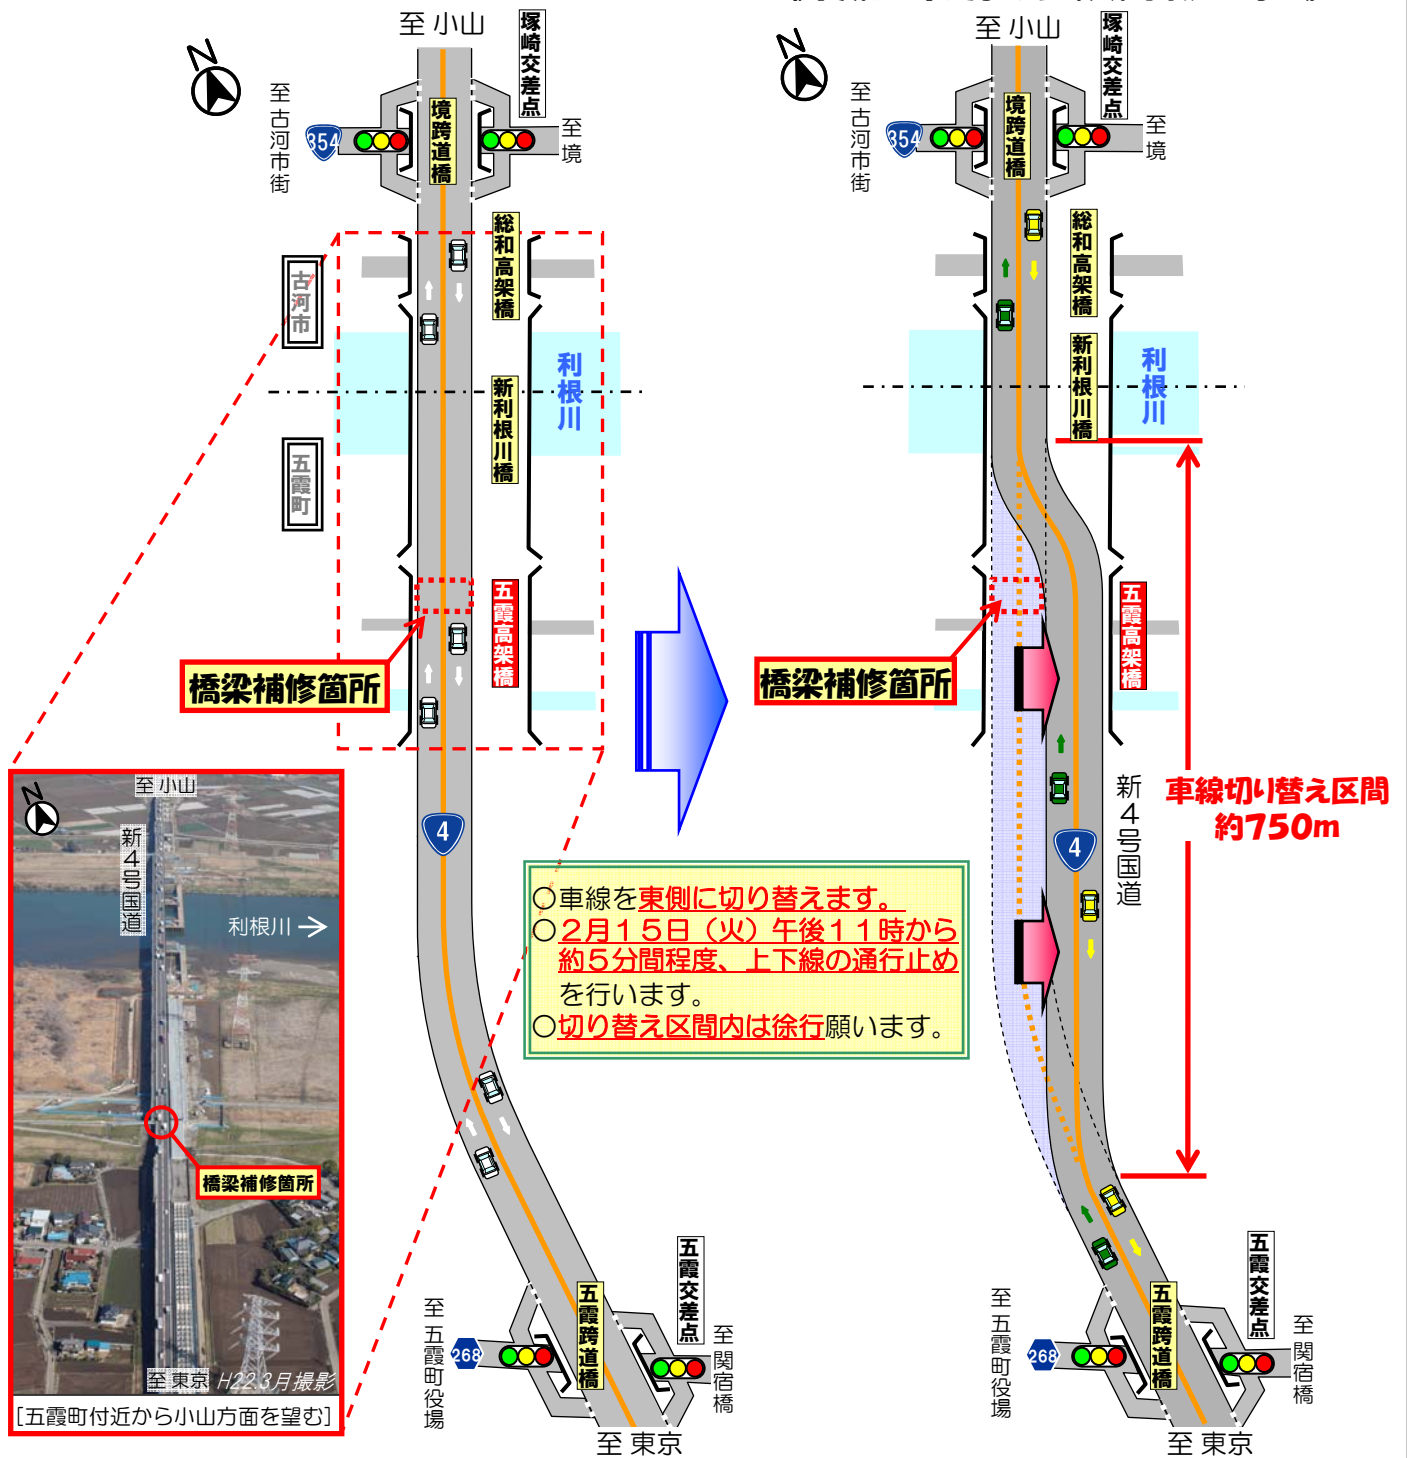 至 小山
塚崎交差点
N
至 古河市街
354
境跨道橋
至 境
総和高架橋
古河市
利根川
新利根川橋
五霞町
五霞高架橋
橋梁補修箇所
4
N
至 小山
新4号国道
利根川→
橋梁補修箇所
至 東京
H22.3月撮影
[五霞町付近から小山方面を望む]
五霞交差点
五霞跨道橋
至 五霞町役場
268
至 関宿橋
至 東京
○車線を東側に切り替えます。
○2月15日（火）午後11時から
約5分間程度、上下線の通行止め
を行います。
○切り替え区間内は徐行願います。
至 小山
塚崎交差点
N
至 古河市街
354
境跨道橋
至 境
総和高架橋
利根川
新利根川橋
五霞高架橋
橋梁補修箇所
新4号国道
車線切り替え区間
約750m
4
五霞交差点
五霞跨道橋
至 五霞町役場
268
至 関宿橋
至 東京